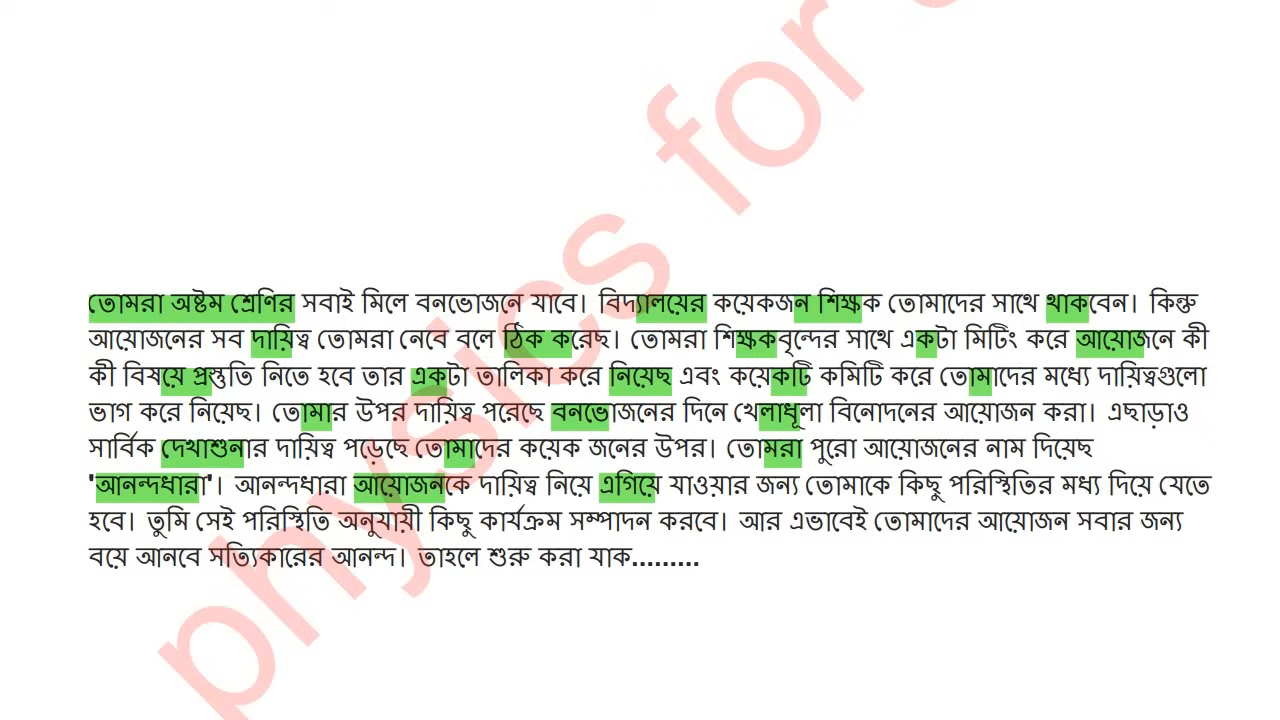 তোমরা অষ্টম শ্রেণির সবাই মিলে বনভোজনে যাবে। বিদ্যালয়ের কয়েকজন শিক্ষক তোমাদের সাথে থাকবেন। কিন্তু
আয়োজনের সব দায়িত্ব তোমরা নেবে বলে ঠিক করেছ। তোমরা শিক্ষকবৃন্দের সাথে একটা মিটিং করে আয়োজনে কী
কী বিষয়ে প্রস্তুতি নিতে হবে তার একটা তালিকা করে নিয়েছ এবং কয়েকটি কমিটি করে তোমাদের মধ্যে দায়িত্বগুলো
ভাগ করে নিয়েছ। তোমার উপর দায়িত্ব পরেছে বনভোজনের দিনে খেলাধূলা বিনোদনের আয়োজন করা। এছাড়াও
সার্বিক দেখাশুনার দায়িত্ব পড়েছে তোমাদের কয়েক জনের উপর। তোমরা পুরো আয়োজনের নাম দিয়েছ
'আনন্দধারা'। আনন্দধারা আয়োজনকে দায়িত্ব নিয়ে এগিয়ে যাওয়ার জন্য তোমাকে কিছু পরিস্থিতির মধ্য দিয়ে যেতে
হবে। তুমি সেই পরিস্থিতি অনুযায়ী কিছু কার্যক্রম সম্পাদন করবে। আর এভাবেই তোমাদের আয়োজন সবার জন্য
বয়ে আনবে সত্যিকারের আনন্দ। তাহলে শুরু করা যাক.........
physics for